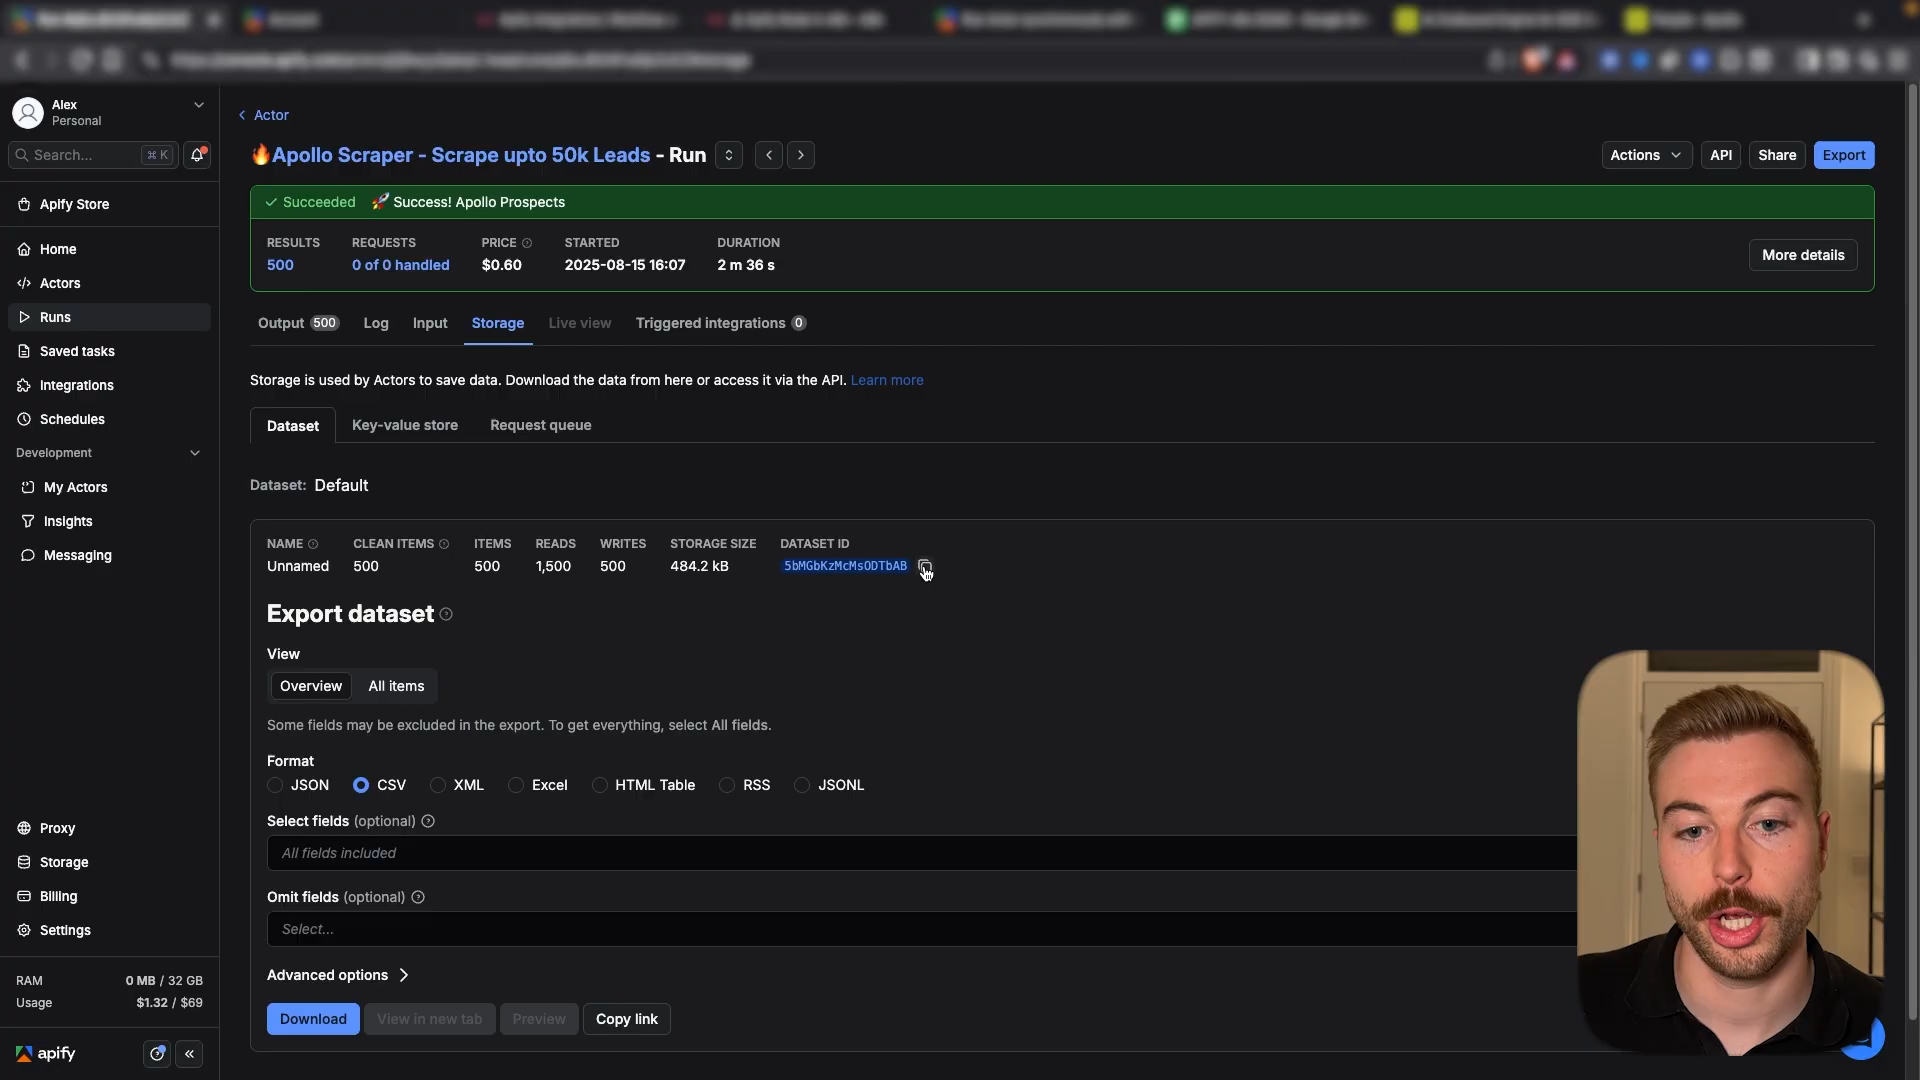 Alex
Personal
Search...
⌘ K
Apify Store
Home
Actors
Runs
Saved tasks
Integrations
Schedules
Development
My Actors
Insights
Messaging
Proxy
Storage
Billing
Settings
RAM 0 MB / 32 GB
Usage $1.32 / $69
apify
Actor
🔥Apollo Scraper - Scrape upto 50k Leads - Run
Actions API Share Export
Succeeded 🚀 Success! Apollo Prospects
RESULTS REQUESTS PRICE STARTED DURATION
500 0 of 0 handled $0.60 2025-08-15 16:07 2 m 36 s
More details
Output 500 Log Input Storage Live view Triggered integrations 0
Storage is used by Actors to save data. Download the data from here or access it via the API. Learn more
Dataset Key-value store Request queue
Dataset: Default
NAME CLEAN ITEMS ITEMS READS WRITES STORAGE SIZE DATASET ID
Unnamed 500 500 1,500 500 484.2 kB 5bMGbKzMcMsODTbAB
Export dataset
View
Overview All items
Some fields may be excluded in the export. To get everything, select All fields.
Format
JSON CSV XML Excel HTML Table RSS JSONL
Select fields (optional)
All fields included
Omit fields (optional)
Select...
Advanced options
Download View in new tab Preview Copy link